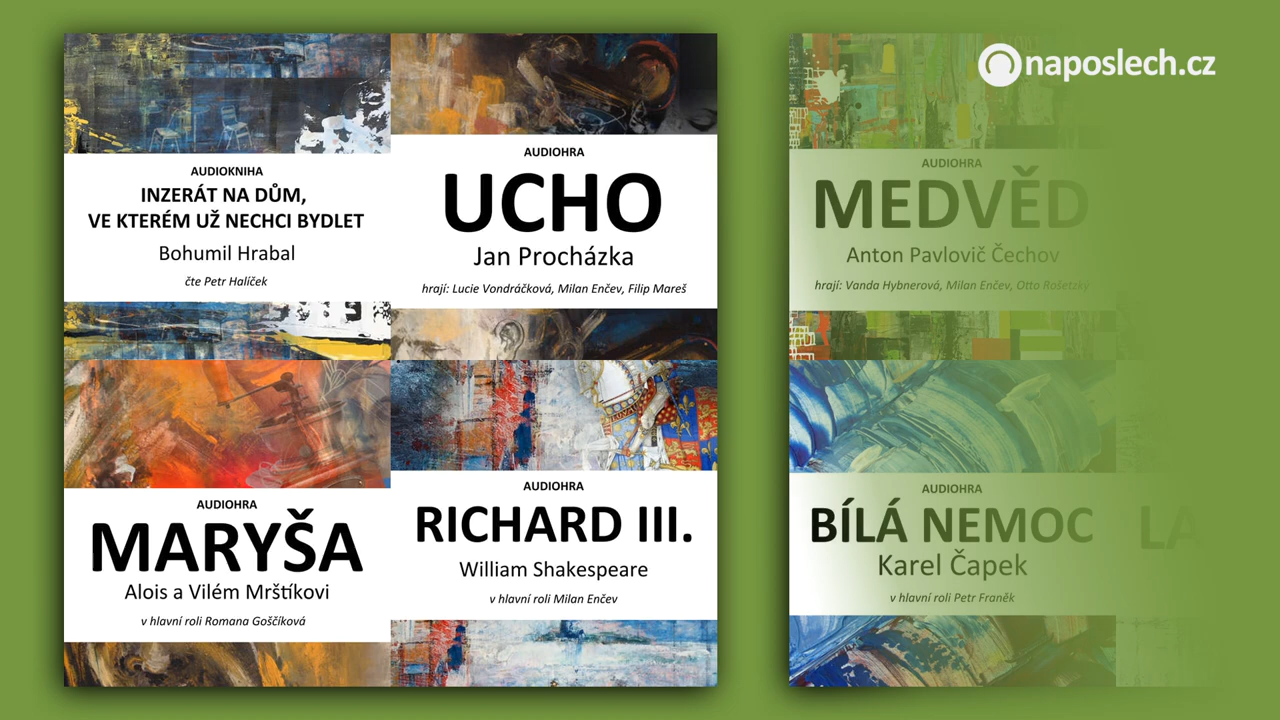 naposlech.cz
AUDIOKNIHA
INZERÁT NA DŮM,
VE KTERÉM UŽ NECHCI BYDLET
Bohumil Hrabal
čte Petr Halíček
AUDIOHRA
UCHO
Jan Procházka
hrají: Lucie Vondráčková, Milan Enčev, Filip Mareš
AUDIOHRA
MEDVĚD
Anton Pavlovič Čechov
hrají: Vanda Hybnerová, Milan Enčev, Otto Rošetzký
AUDIOHRA
MARYŠA
Alois a Vilém Mrštíkovi
v hlavní roli Romana Goščíková
AUDIOHRA
RICHARD III.
William Shakespeare
v hlavní roli Milan Enčev
AUDIOHRA
BÍLÁ NEMOC
Karel Čapek
v hlavní roli Petr Franěk